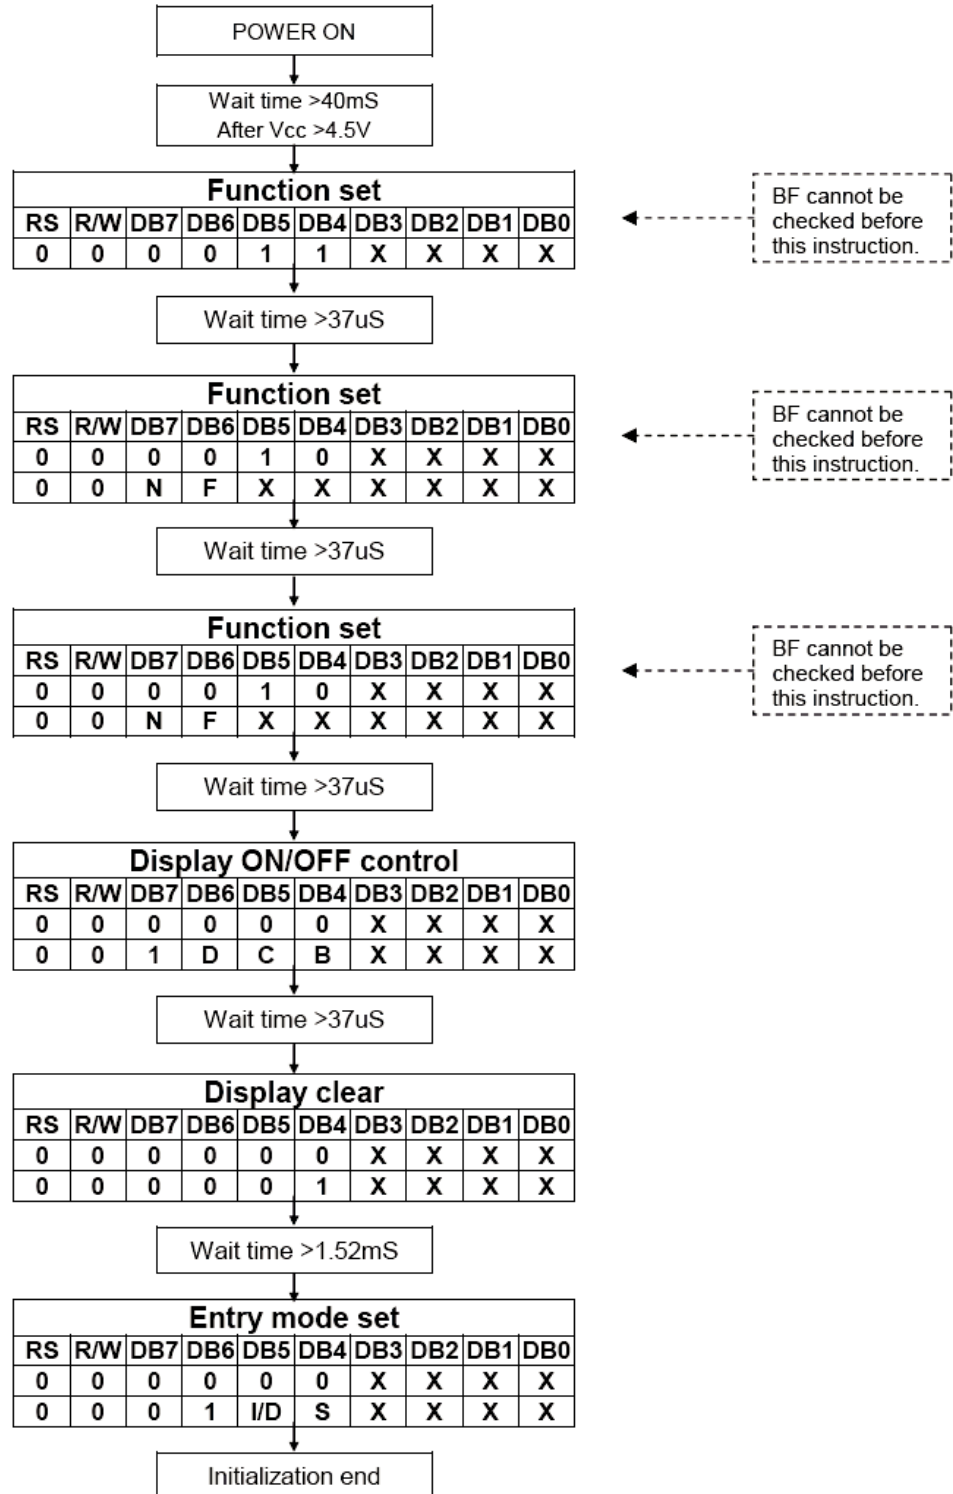 POWER ON
Wait time >40mS
After Vcc >4.5V
Function set
RS R/W DB7 DB6 DB5 DB4 DB3 DB2 DB1 DB0
0 0 0 0 1 1 X X X X
BF cannot be
checked before
this instruction.
Wait time >37uS
Function set
RS R/W DB7 DB6 DB5 DB4 DB3 DB2 DB1 DB0
0 0 0 0 1 0 X X X X
0 0 N F X X X X X X
BF cannot be
checked before
this instruction.
Wait time >37uS
Function set
RS R/W DB7 DB6 DB5 DB4 DB3 DB2 DB1 DB0
0 0 0 0 1 0 X X X X
0 0 N F X X X X X X
BF cannot be
checked before
this instruction.
Wait time >37uS
Display ON/OFF control
RS R/W DB7 DB6 DB5 DB4 DB3 DB2 DB1 DB0
0 0 0 0 0 0 X X X X
0 0 1 D C B X X X X
Wait time >37uS
Display clear
RS R/W DB7 DB6 DB5 DB4 DB3 DB2 DB1 DB0
0 0 0 0 0 0 X X X X
0 0 0 0 0 1 X X X X
Wait time >1.52mS
Entry mode set
RS R/W DB7 DB6 DB5 DB4 DB3 DB2 DB1 DB0
0 0 0 0 0 0 X X X X
0 0 0 1 I/D S X X X X
Initialization end